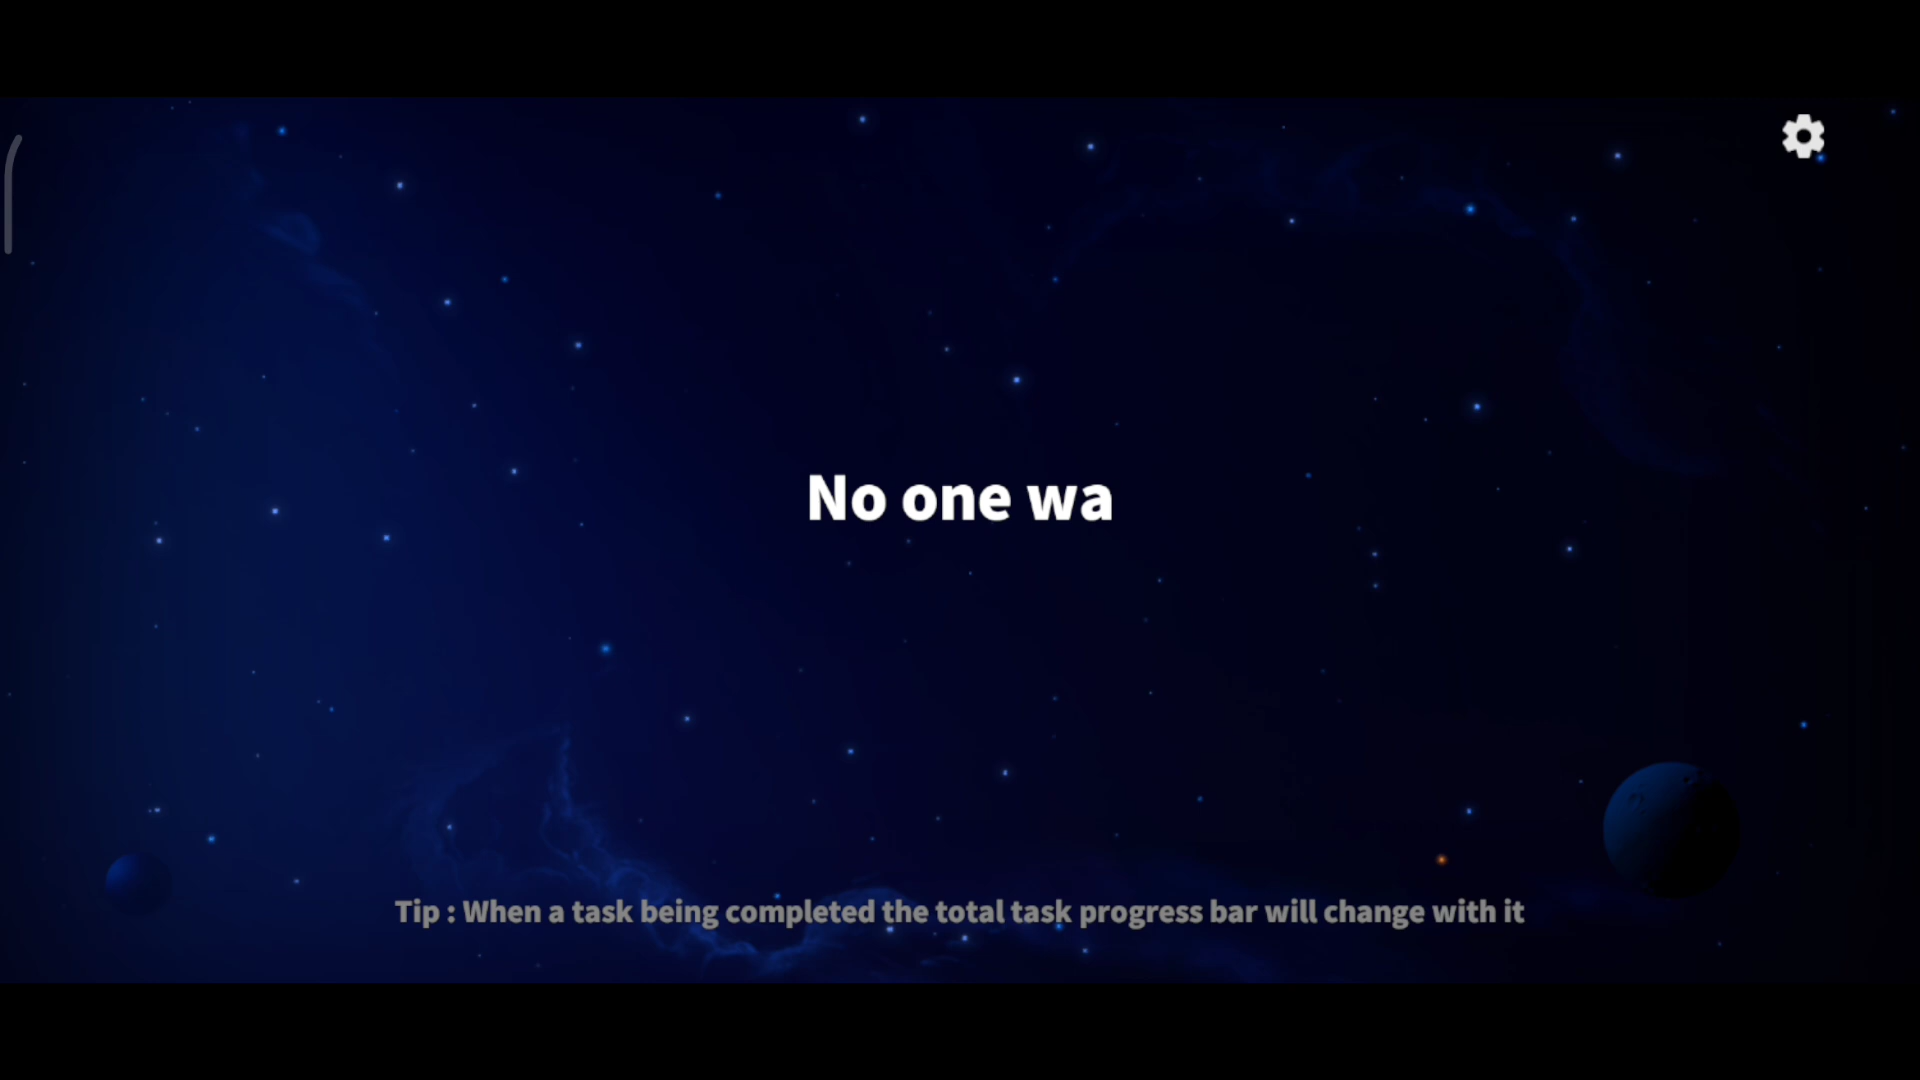 No one wa
Tip : When a task being completed the total task progress bar will change with it